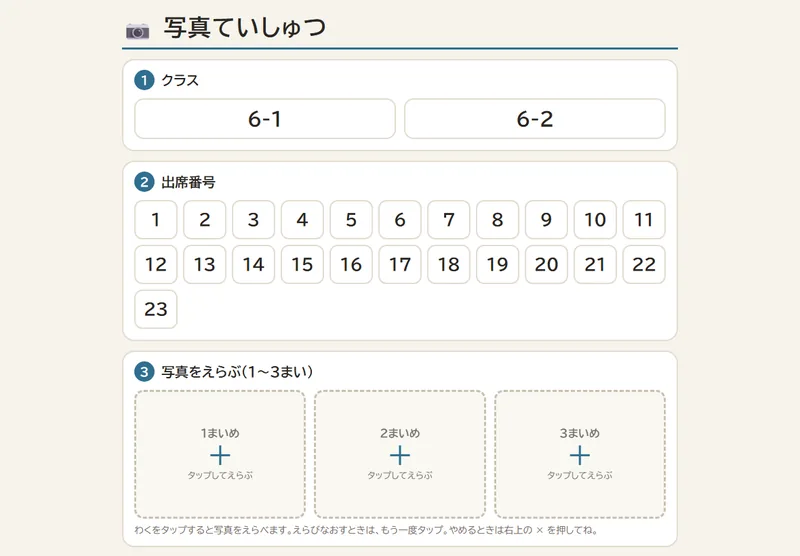 写真ていしゅつ
1 クラス
6-1 6-2
2 出席番号
1 2 3 4 5 6 7 8 9 10 11
12 13 14 15 16 17 18 19 20 21 22
23
3 写真をえらぶ(1〜3まい)
1まいめ 2まいめ 3まいめ
+ + +
タップしてえらぶ タップしてえらぶ タップしてえらぶ
わくをタップすると写真をえらべます。えらびなおすときは、もう一度タップ。やめるときは右上の × を押してね。